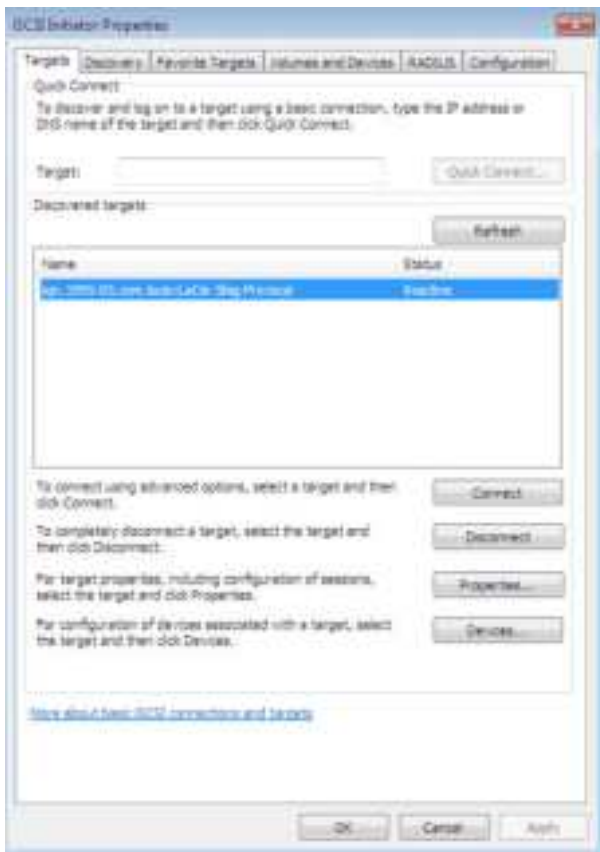 iSCSI Initiator Properties
Targets Discovery Favorite Targets Volumes and Devices RADIUS Configuration
Quick Connect
To discover and log on to a target using a basic connection, type the IP address or
DNS name of the target and then click Quick Connect.
Target:
Quick Connect...
Discovered targets
Refresh
Name Status
To connect using advanced options, select a target and then
click Connect.
Connect
To completely disconnect a target, select the target and
then click Disconnect.
Disconnect
For target properties, including configuration of sessions,
select the target and click Properties.
Properties...
For configuration of devices associated with a target, select
the target and then click Devices.
Devices...
More about basic iSCSI connections and targets
OK Cancel Apply